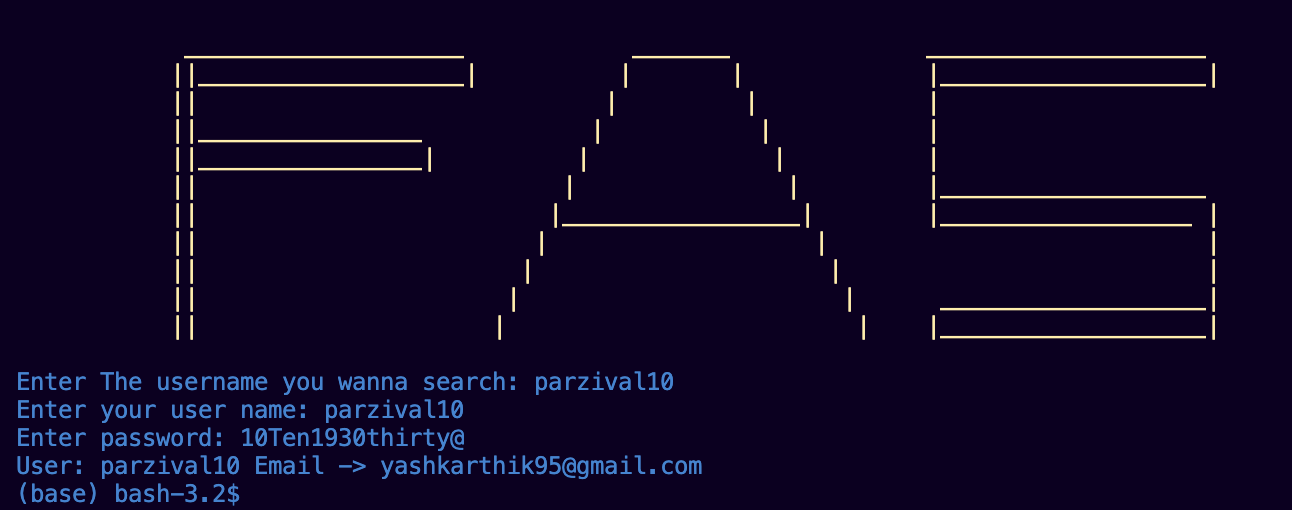 FAS
Enter The username you wanna search: parzival10
Enter your user name: parzival10
Enter password: 10Ten1930thirty@
User: parzival10 Email -> yashkarthik95@gmail.com
(base) bash-3.2$